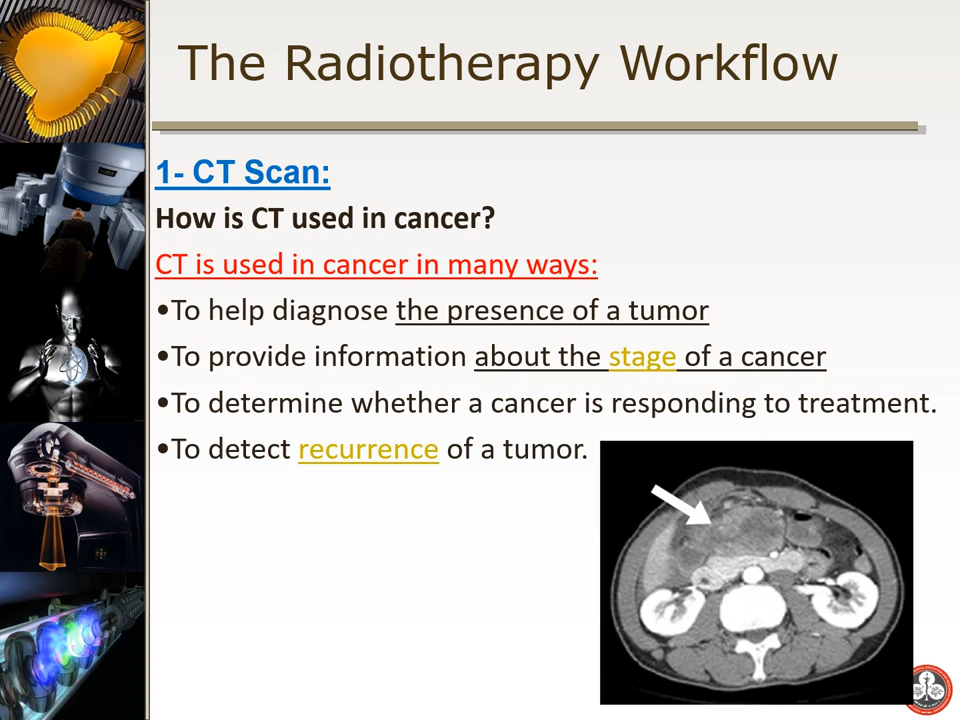 The Radiotherapy Workflow
1- CT Scan:
How is CT used in cancer?
CT is used in cancer in many ways:
•To help diagnose the presence of a tumor
•To provide information about the stage of a cancer
•To determine whether a cancer is responding to treatment.
•To detect recurrence of a tumor.